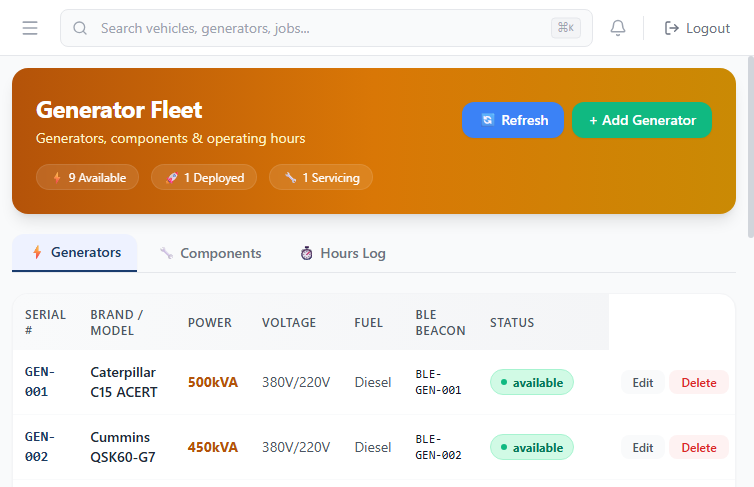 Search vehicles, generators, jobs...
⌘K
Logout
Generator Fleet
Generators, components & operating hours
Refresh
+ Add Generator
9 Available
1 Deployed
1 Servicing
Generators
Components
Hours Log
SERIAL
#
BRAND /
MODEL
POWER
VOLTAGE
FUEL
BLE
BEACON
STATUS
GEN-
001
Caterpillar
C15 ACERT
500kVA
380V/220V
Diesel
BLE-
GEN-001
available
Edit
Delete
GEN-
002
Cummins
QSK60-G7
450kVA
380V/220V
Diesel
BLE-
GEN-002
available
Edit
Delete